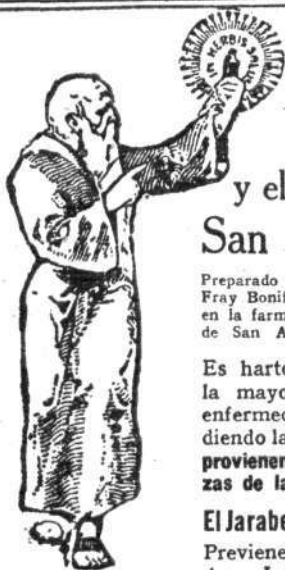 IN HERBIS SALUS
y el
San
Preparado
Fray Bonif
en la farm
de San A
Es harto
la mayo
enfermed
diendo la
provienen
zas de la
El Jarabe
Previene